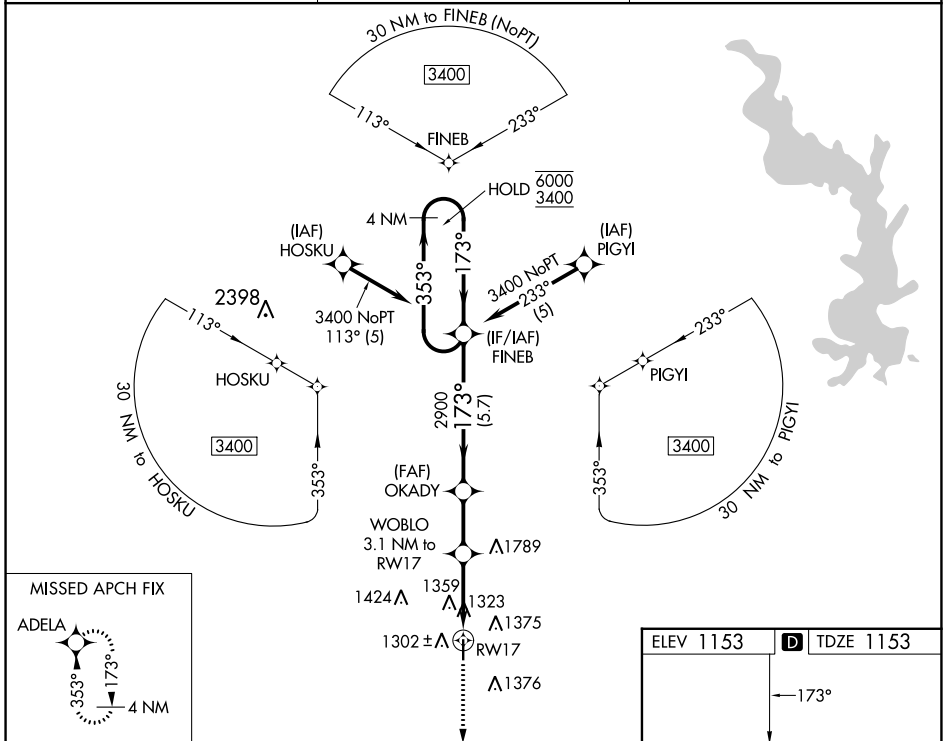 30 NM to FINEB (NoPT)
3400
113°
233°
FINEB
HOLD 6000
3400
4 NM
(IAF)
HOSKU
(IAF)
PIGYI
353°
173°
3400 NoPT
113° (5)
3400 NoPT
233°
(5)
(IF/IAF)
FINEB
2398
113°
HOSKU
3400
353°
30 NM to HOSKU
233°
PIGYI
3400
353°
30 NM to PIGYI
2900
173°
(5.7)
(FAF)
OKADY
WOBLO
3.1 NM to
RW17
1789
1359
1424
1323
1375
1302 ±
RW17
1376
MISSED APCH FIX
ADELA
353°
173°
4 NM
ELEV 1153 D TDZE 1153
173°